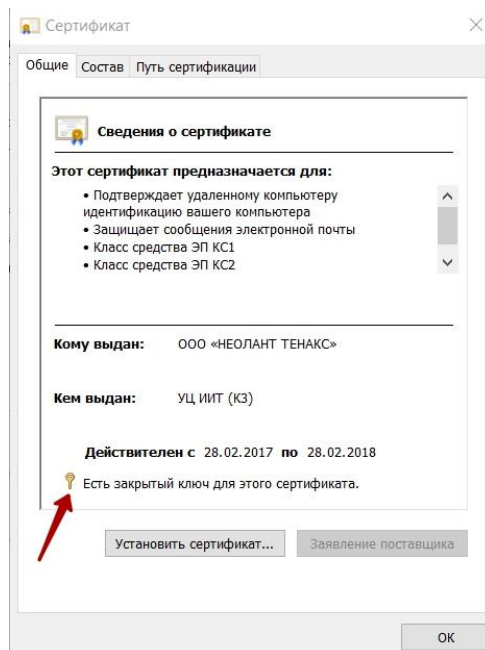 Сертификат
Общие Состав Путь сертификации
Сведения о сертификате
Этот сертификат предназначается для:
• Подтверждает удаленному компьютеру
идентификацию вашего компьютера
• Защищает сообщения электронной почты
• Класс средства ЭП КС1
• Класс средства ЭП КС2
Кому выдан: ООО «НЕОЛАНТ ТЕНАКС»
Кем выдан: УЦ ИИТ (К3)
Действителен с 28.02.2017 по 28.02.2018
Есть закрытый ключ для этого сертификата.
Установить сертификат... Заявление поставщика
ОК